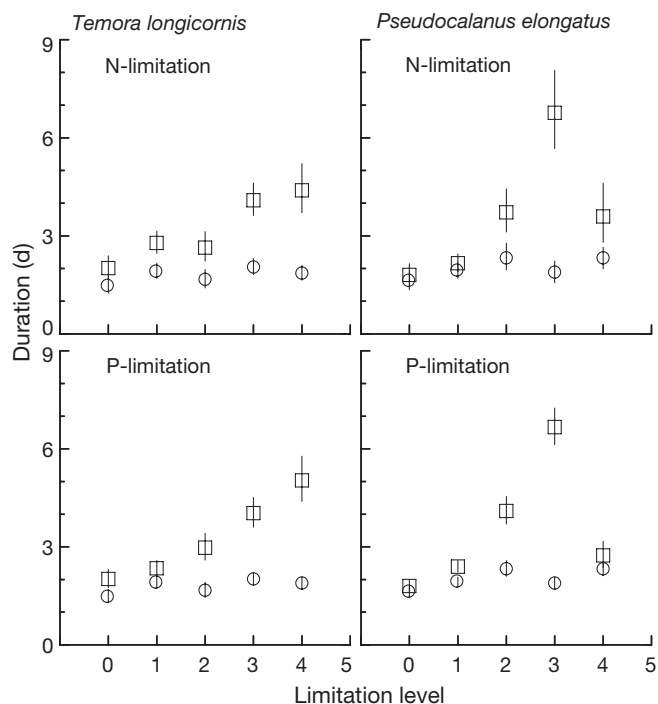 Temora longicornis
Pseudocalanus elongatus
9
N-limitation
N-limitation
6
3
0
Duration (d)
9
P-limitation
P-limitation
6
3
0
0 1 2 3 4 5 0 1 2 3 4 5
Limitation level